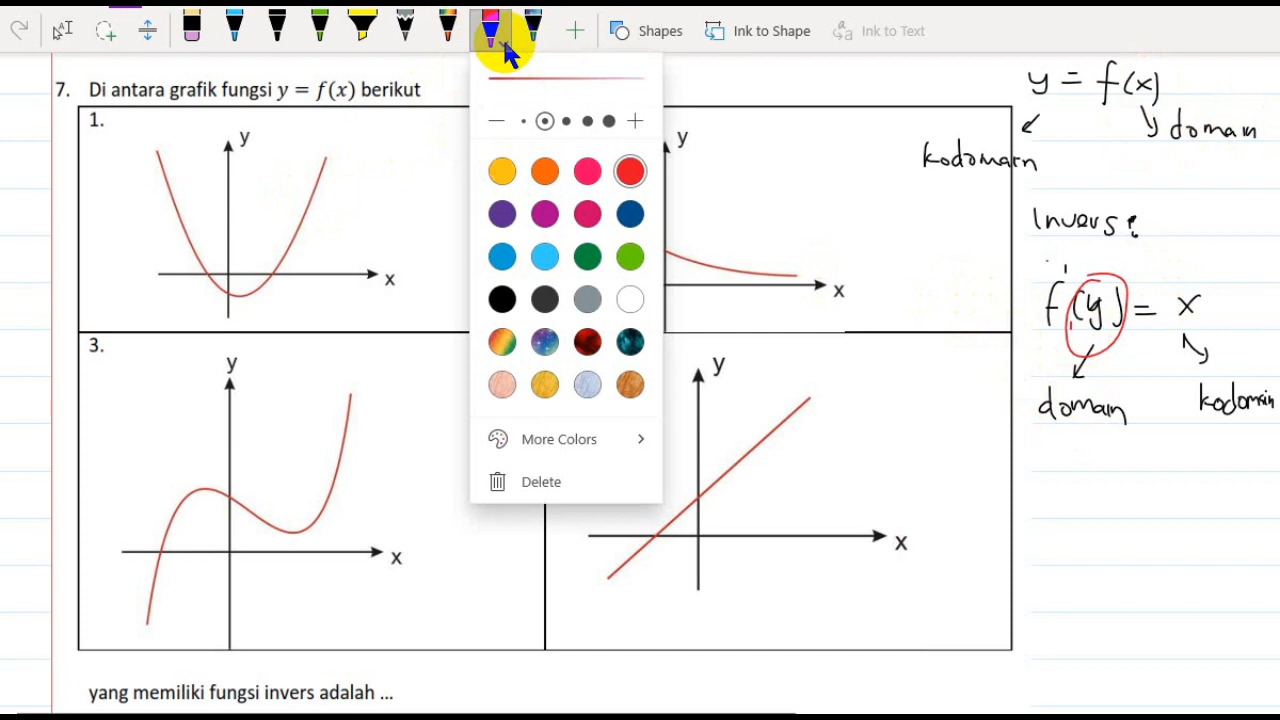 Shapes
Ink to Shape
Ink to Text
7. Di antara grafik fungsi y = f(x) berikut
1.
y
x
y
x
3.
y
x
y
x
More Colors
Delete
yang memiliki fungsi invers adalah ...
y = f(x)
domain
kodomain
Invers :
f'(y) = x
domain
kodomain